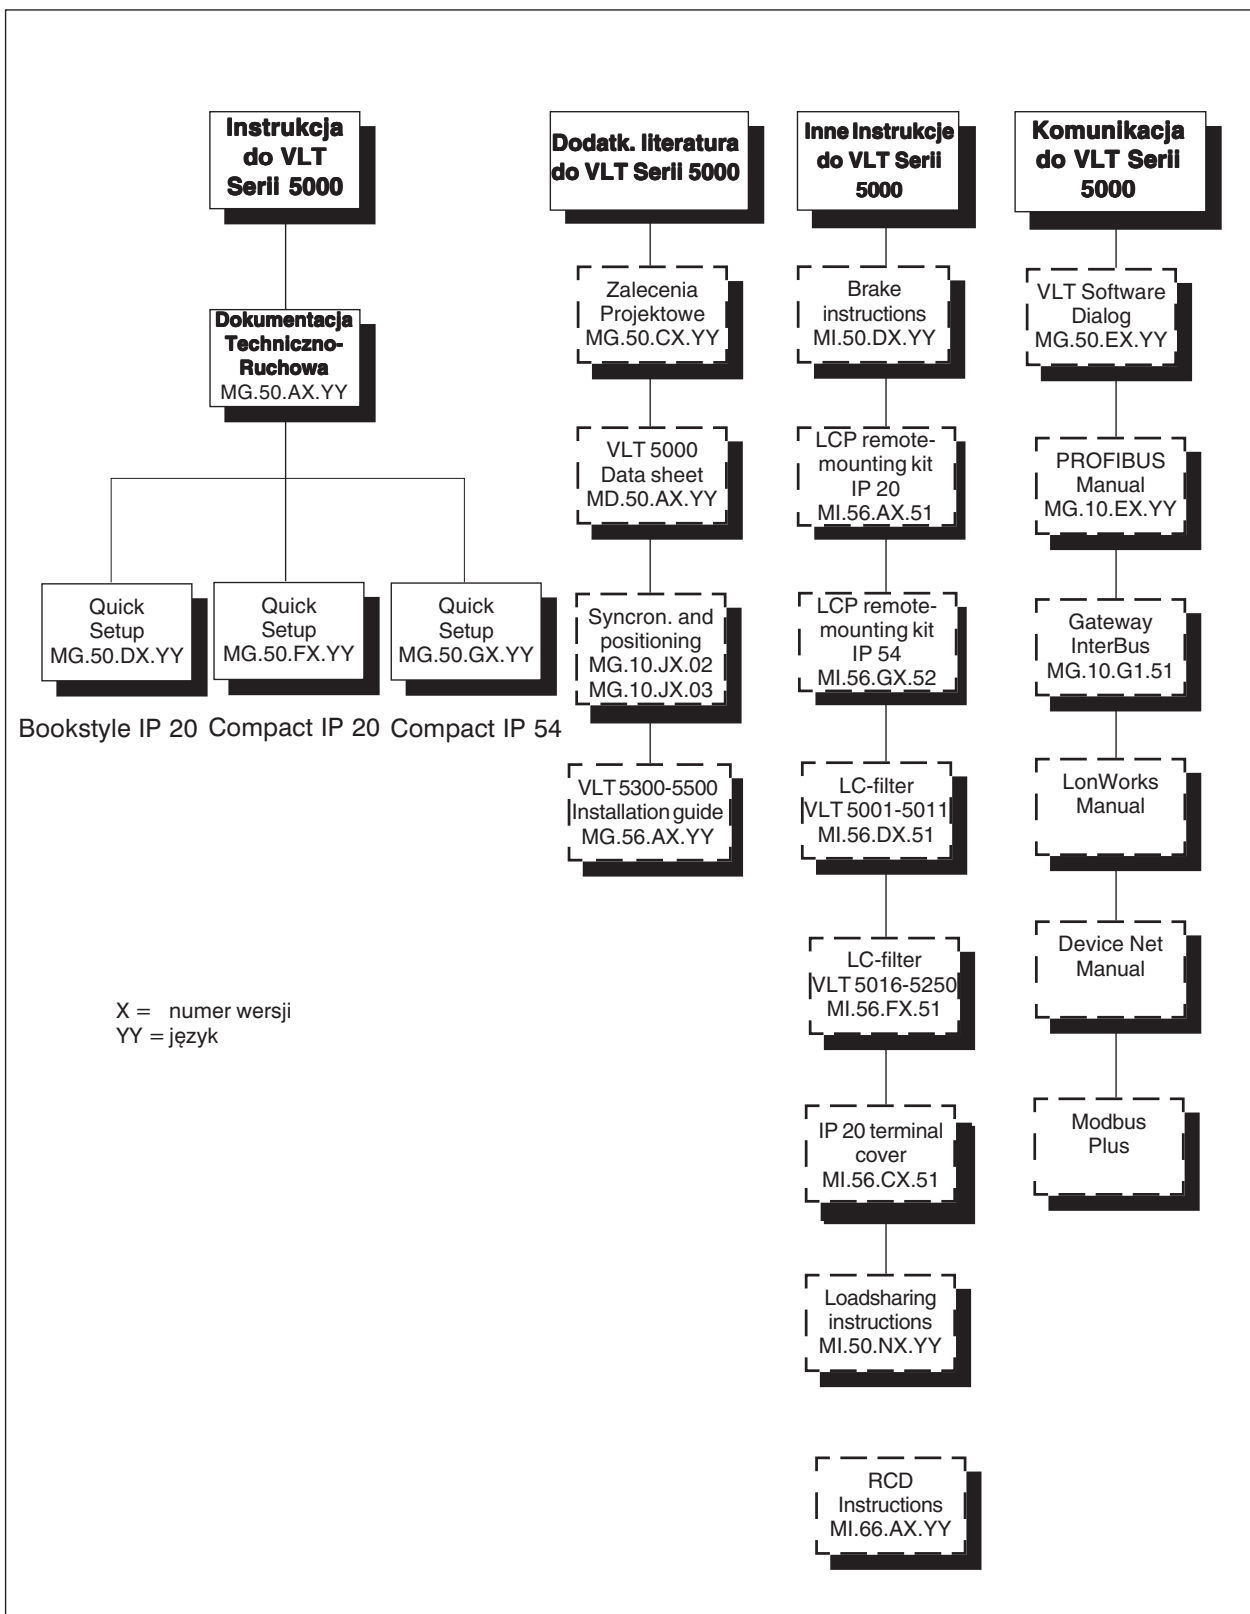 Instrukcja
do VLT
Serii 5000
Dokumentacja
Techniczno-
Ruchowa
MG.50.AX.YY
Quick
Setup
MG.50.DX.YY
Bookstyle IP 20
Quick
Setup
MG.50.FX.YY
Compact IP 20
Quick
Setup
MG.50.GX.YY
Compact IP 54
X = numer wersji
YY = język
Dodatk. literatura
do VLT Serii 5000
Zalecenia
Projektowe
MG.50.CX.YY
VLT 5000
Data sheet
MD.50.AX.YY
Syncron. and
positioning
MG.10.JX.02
MG.10.JX.03
VLT 5300-5500
Installation guide
MG.56.AX.YY
Inne Instrukcje
do VLT Serii
5000
Brake
instructions
MI.50.DX.YY
LCP remote-
mounting kit
IP 20
MI.56.AX.51
LCP remote-
mounting kit
IP 54
MI.56.GX.52
LC-filter
VLT 5001-5011
MI.56.DX.51
LC-filter
VLT 5016-5250
MI.56.FX.51
IP 20 terminal
cover
MI.56.CX.51
Loadsharing
instructions
MI.50.NX.YY
RCD
Instructions
MI.66.AX.YY
Komunikacja
do VLT Serii
5000
VLT Software
Dialog
MG.50.EX.YY
PROFIBUS
Manual
MG.10.EX.YY
Gateway
InterBus
MG.10.G1.51
LonWorks
Manual
Device Net
Manual
Modbus
Plus